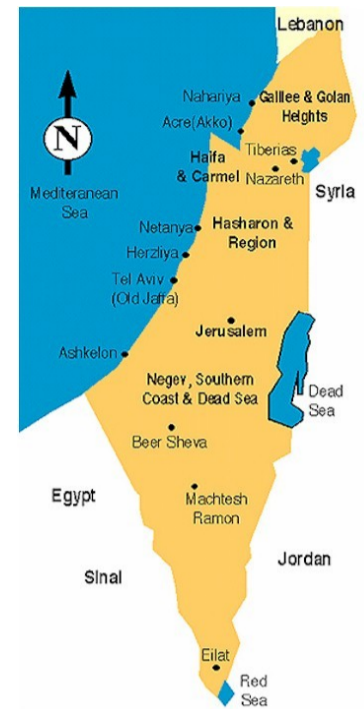 Lebanon
Nahariya
Galilee & Golan
Heights
Acre(Akko)
N
Haifa
& Carmel
Tiberias
Nazareth
Syria
Mediteranean
Sea
Netanya
Hasharon &
Region
Herzliya
Tel Aviv
(Old Jaffa)
Jerusalem
Ashkelon
Negev, Southern
Coast & Dead Sea
Dead
Sea
Beer Sheva
Egypt
Machtesh
Ramon
Jordan
Sinai
Eilat
Red
Sea